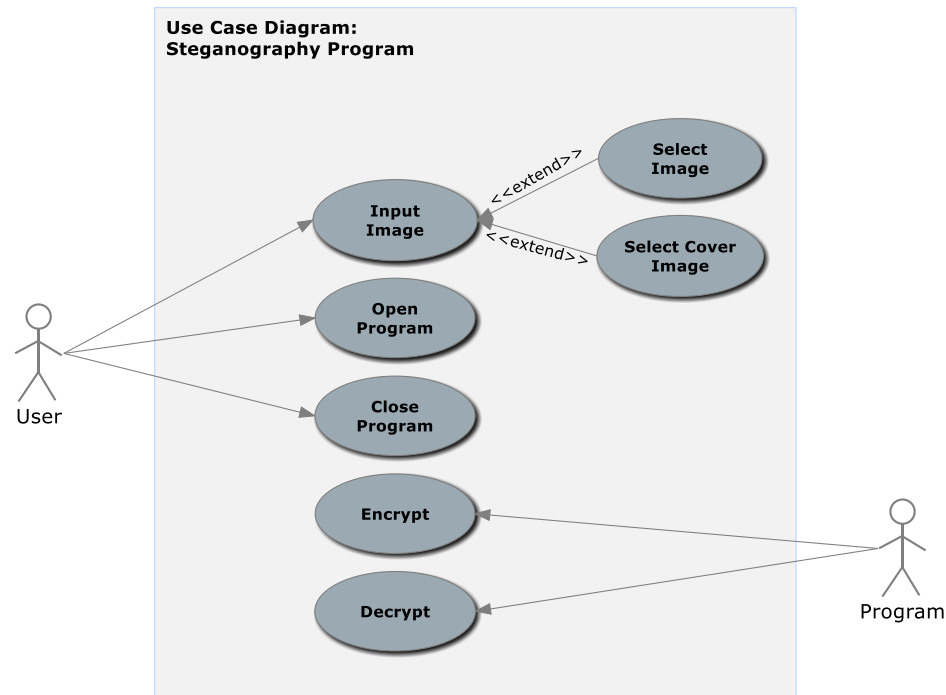 Use Case Diagram:
Steganography Program
Select
Image
<<extend>>
Input
Image
<<extend>>
Select Cover
Image
Open
Program
User
Close
Program
Encrypt
Program
Decrypt